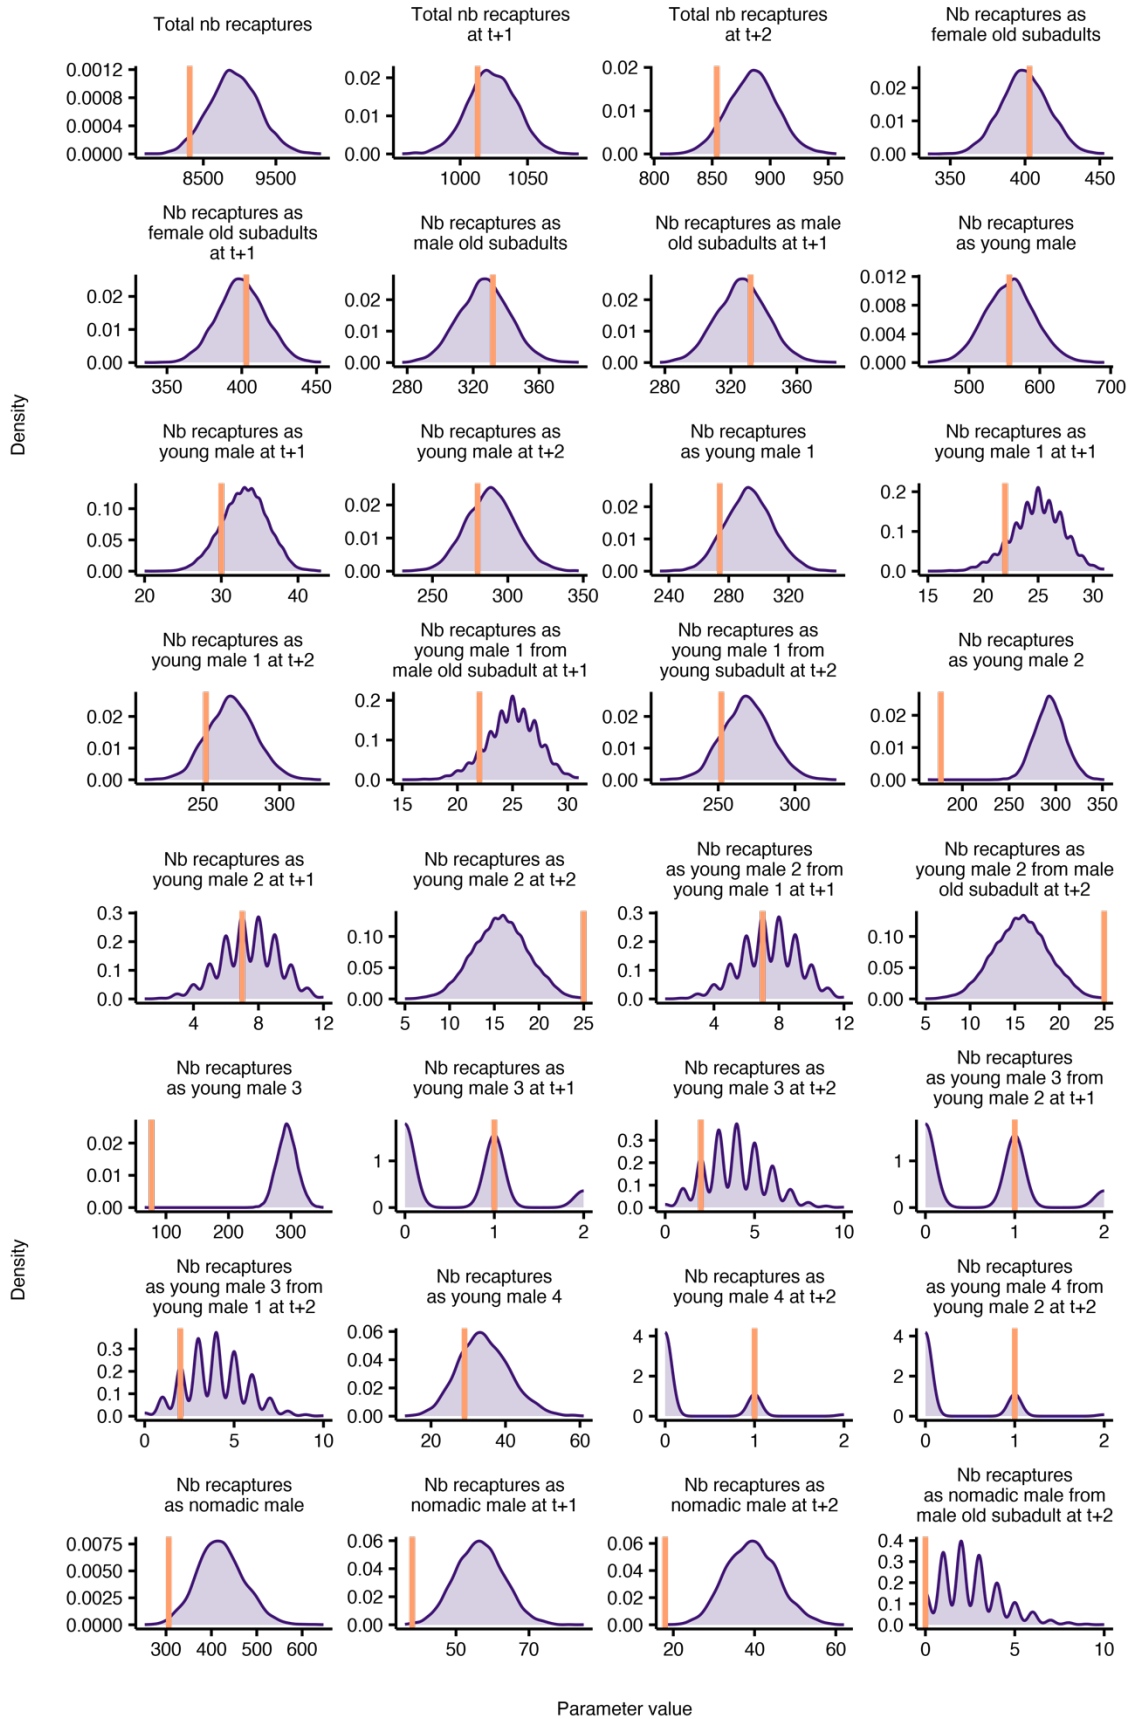 Total nb recaptures
Total nb recaptures
at t+1
Total nb recaptures
at t+2
Nb recaptures as
female old subadults
0.0012
0.0008
0.0004
0.0000
8500 9500
0.02
0.01
0.00
1000 1050
0.02
0.01
0.00
800 850 900 950
0.02
0.01
0.00
350 400 450
Nb recaptures as
female old subadults
at t+1
Nb recaptures as
male old subadults
Nb recaptures as male
old subadults at t+1
Nb recaptures
as young male
0.02
0.01
0.00
350 400 450
0.02
0.01
0.00
280 320 360
0.02
0.01
0.00
280 320 360
0.012
0.008
0.004
0.000
500 600 700
Density
Nb recaptures as
young male at t+1
Nb recaptures as
young male at t+2
Nb recaptures
as young male 1
Nb recaptures as
young male 1 at t+1
0.10
0.05
0.00
20 30 40
0.02
0.01
0.00
250 300 350
0.02
0.01
0.00
240 280 320
0.2
0.1
0.0
15 20 25 30
Nb recaptures as
young male 1 at t+2
Nb recaptures as
young male 1 from
male old subadult at t+1
Nb recaptures as
young male 1 from
young subadult at t+2
Nb recaptures
as young male 2
0.02
0.01
0.00
250 300
0.2
0.1
0.0
15 20 25 30
0.02
0.01
0.00
250 300
0.02
0.01
0.00
200 250 300 350
Nb recaptures as
young male 2 at t+1
Nb recaptures as
young male 2 at t+2
Nb recaptures
as young male 2 from
young male 1 at t+1
Nb recaptures as
young male 2 from male
old subadult at t+2
0.3
0.2
0.1
0.0
4 8 12
0.10
0.05
0.00
5 10 15 20 25
0.3
0.2
0.1
0.0
4 8 12
0.10
0.05
0.00
5 10 15 20 25
Nb recaptures
as young male 3
Nb recaptures as
young male 3 at t+1
Nb recaptures as
young male 3 at t+2
Nb recaptures
as young male 3 from
young male 2 at t+1
0.02
0.01
0.00
100 200 300
1
0
0 1 2
0.3
0.2
0.1
0.0
0 5 10
1
0
0 1 2
Density
Nb recaptures
as young male 3 from
young male 1 at t+2
Nb recaptures
as young male 4
Nb recaptures as
young male 4 at t+2
Nb recaptures
as young male 4 from
young male 2 at t+2
0.3
0.2
0.1
0.0
0 5 10
0.06
0.04
0.02
0.00
20 40 60
4
2
0
0 1 2
4
2
0
0 1 2
Nb recaptures
as nomadic male
Nb recaptures as
nomadic male at t+1
Nb recaptures as
nomadic male at t+2
Nb recaptures
as nomadic male from
male old subadult at t+2
0.0075
0.0050
0.0025
0.0000
300 400 500 600
0.06
0.04
0.02
0.00
50 70
0.06
0.04
0.02
0.00
20 40 60
0.4
0.3
0.2
0.1
0.0
0 5 10
Parameter value